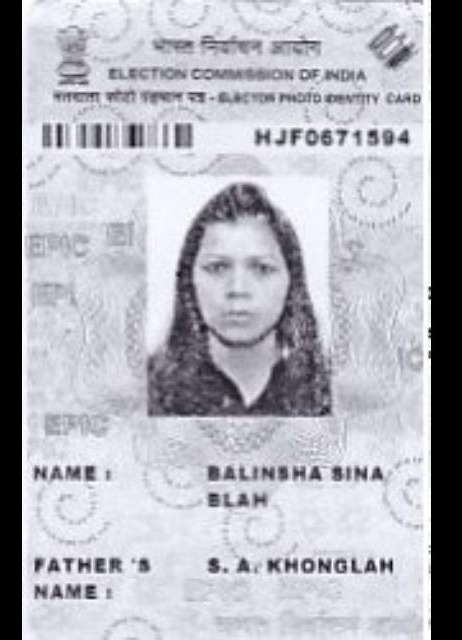 भारत निर्वाचन आयोग
ELECTION COMMISSION OF INDIA
मतदाता फोटो पहचान पत्र - ELECTOR PHOTO IDENTITY CARD
HJF0671594
EPIC
EPIC
NAME : BALINSHA SINA
BLAH
FATHER 'S S. A. KHONGLAH
NAME :